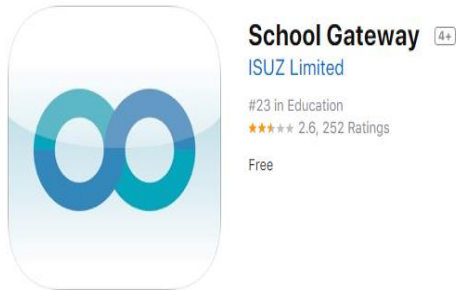 School Gateway 4+
ISUZ Limited
#23 in Education
★★★★★ 2.6, 252 Ratings
Free